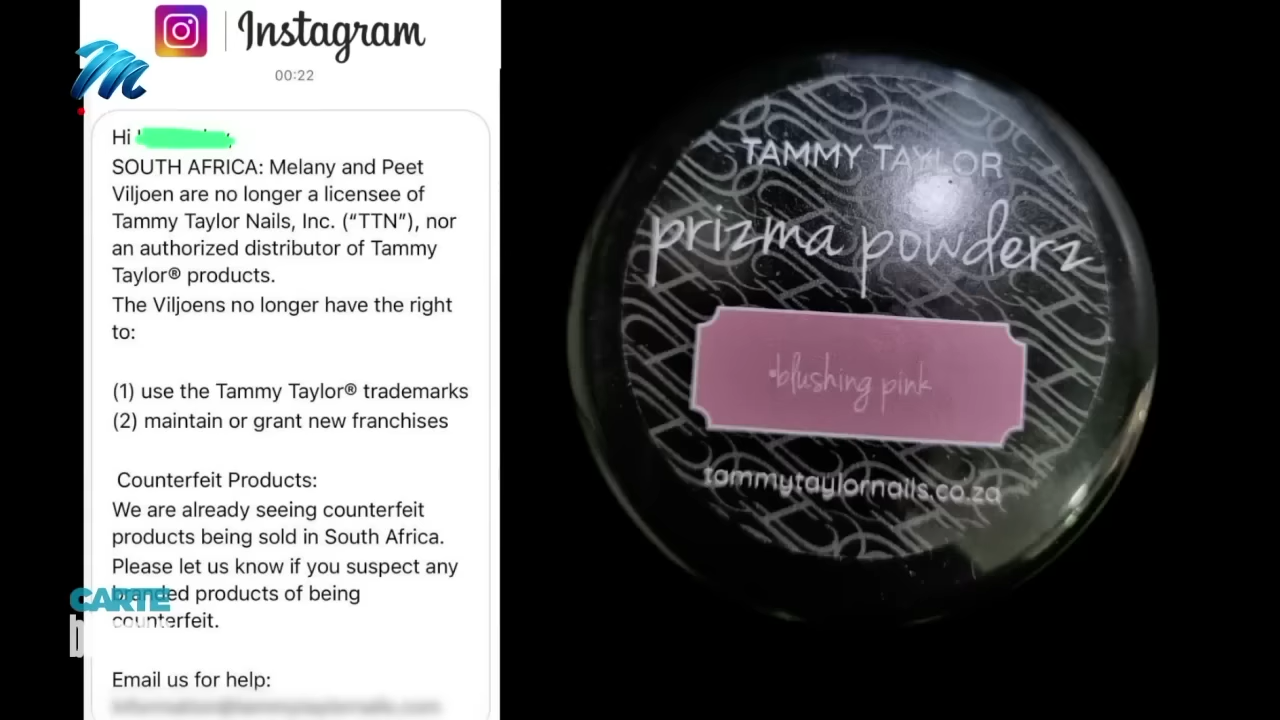 Instagram
00:22
Hi
SOUTH AFRICA: Melany and Peet
Viljoen are no longer a licensee of
Tammy Taylor Nails, Inc. (“TTN”), nor
an authorized distributor of Tammy
Taylor® products.
The Viljoens no longer have the right
to:
(1) use the Tammy Taylor® trademarks
(2) maintain or grant new franchises
Counterfeit Products:
We are already seeing counterfeit
products being sold in South Africa.
Please let us know if you suspect any
branded products of being
counterfeit.
Email us for help:
CARTE
TAMMY TAYLOR
prizma powderz
blushing pink
tammytaylornails.co.za